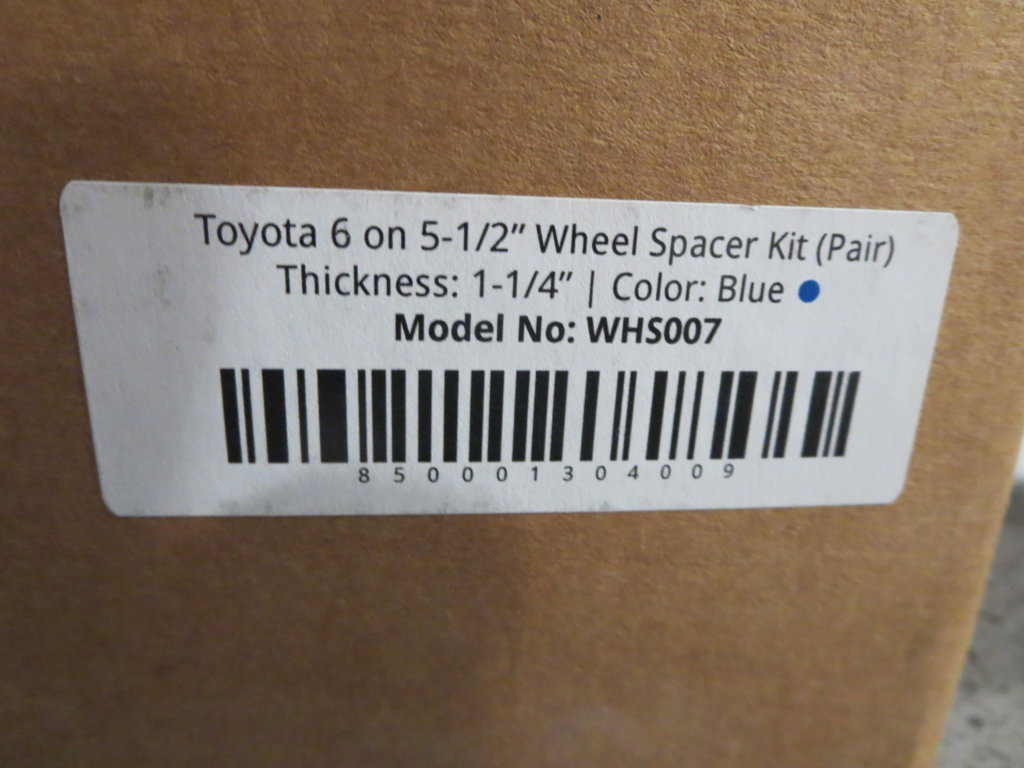 Toyota 6 on 5-1/2” Wheel Spacer Kit (Pair)
Thickness: 1-1/4” | Color: Blue
Model No: WHS007
850001304009